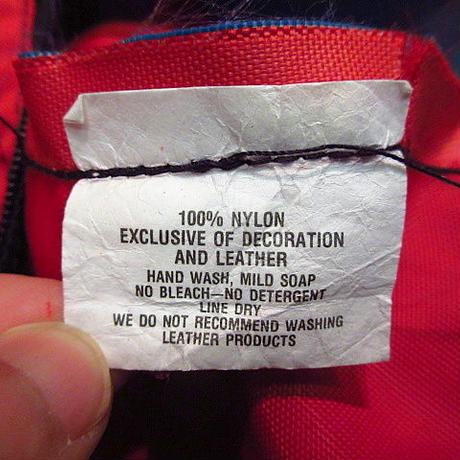 100% NYLON
EXCLUSIVE OF DECORATION
AND LEATHER
HAND WASH, MILD SOAP
NO BLEACH—NO DETERGENT
LINE DRY
WE DO NOT RECOMMEND WASHING
LEATHER PRODUCTS